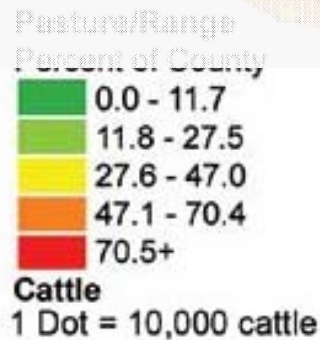 Pasture/Range
Percent of County
0.0 - 11.7
11.8 - 27.5
27.6 - 47.0
47.1 - 70.4
70.5+
Cattle
1 Dot = 10,000 cattle